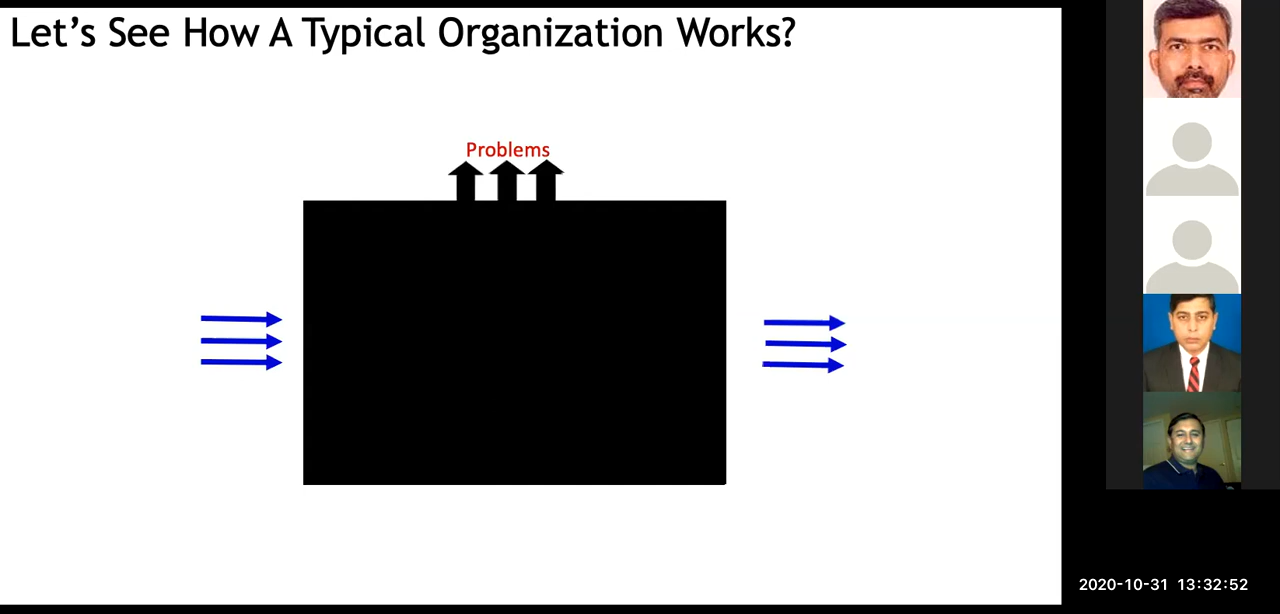 Let’s See How A Typical Organization Works?
Problems
2020-10-31 13:32:52